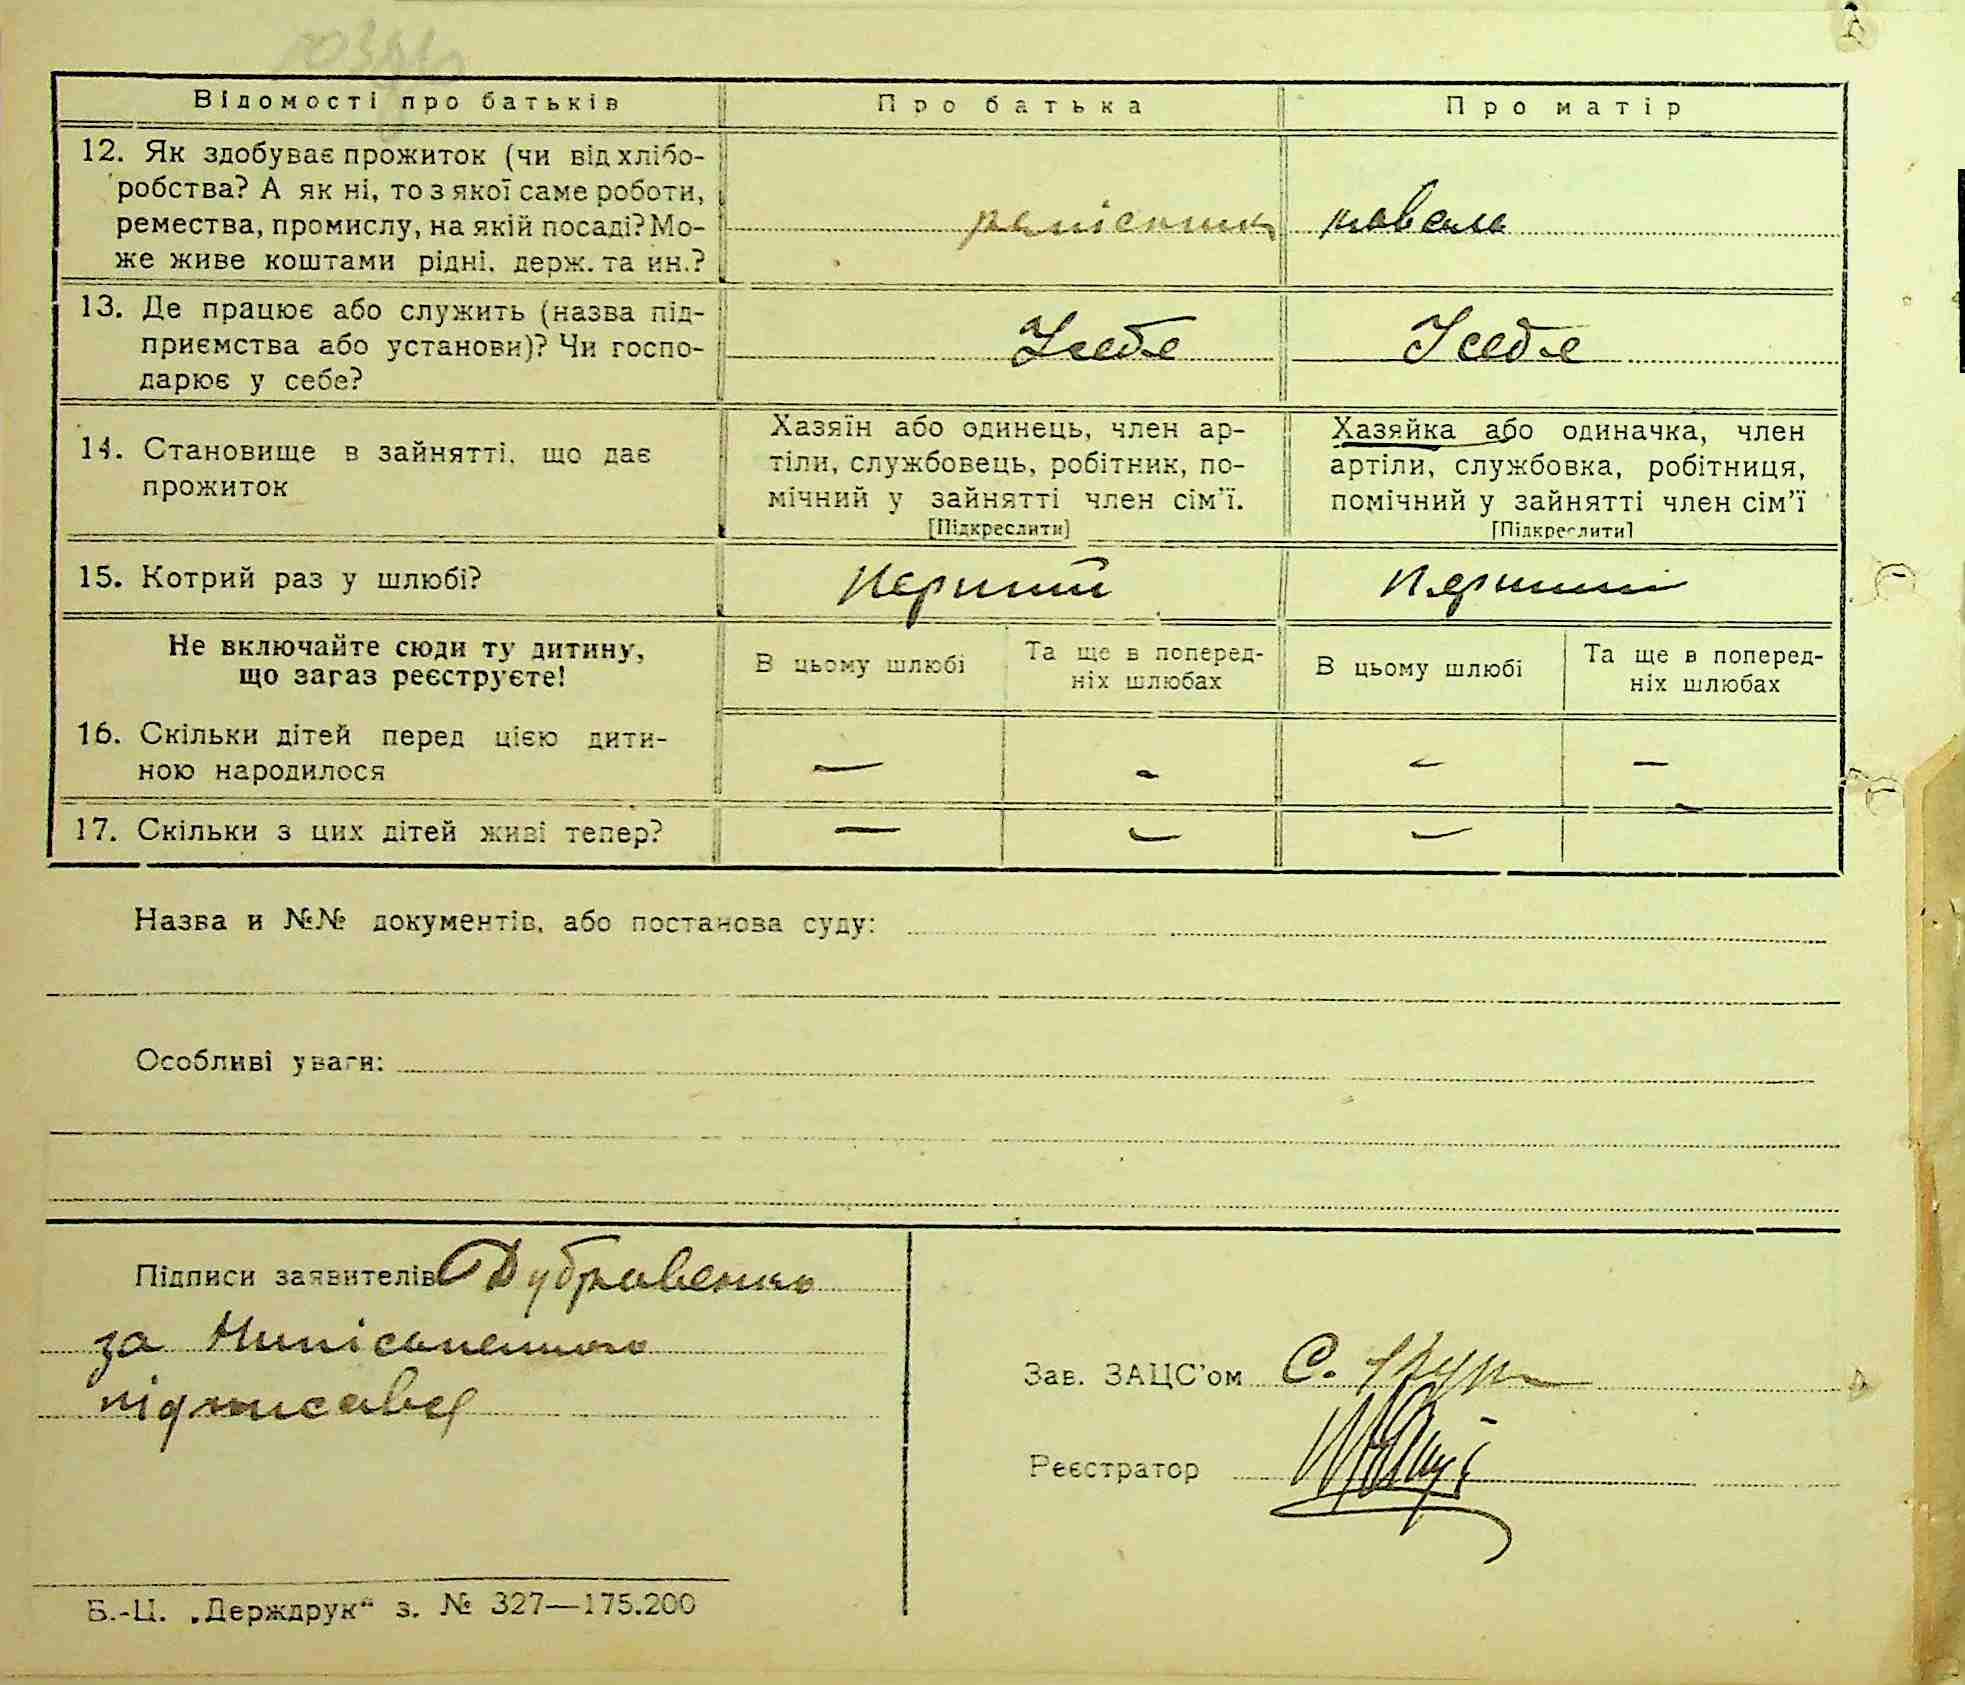 Відомості про батьків
Про батька
Про матір
12. Як здобуває прожиток (чи від хлібо-
робства? А як ні, то з якої саме роботи,
ремества, промислу, на якій посаді? Мо-
же живе коштами рідні, держ. та ин.?
ремісник коваль
13. Де працює або служить (назва під-
приємства або установи)? Чи госпо-
дарює у себе?
У себе
У себе
14. Становище в зайнятті, що дає
прожиток
Хазяїн або одинець, член ар-
тіли, службовець, робітник, по-
мічний у зайнятті член сім'ї.
[Підкреслити]
Хазяйка або одиначка, член
артіли, службовка, робітниця,
помічний у зайнятті член сім'ї
[Підкреслити]
15. Котрий раз у шлюбі?
Перший
Перший
Не включайте сюди ту дитину,
що загаз реєструєте!
В цьому шлюбі
Та ще в поперед-
ніх шлюбах
В цьому шлюбі
Та ще в поперед-
ніх шлюбах
16. Скільки дітей перед цією дити-
ною народилося
— - - —
17. Скільки з цих дітей живі тепер?
— - -
Назва и №№ документів, або постанова суду:
Особливі уваги:
Підписи заявителів
за
підписався
Зав. ЗАЦС'ом С.
Реєстратор
Б.-Ц. „Держдрук“ з. № 327—175.200